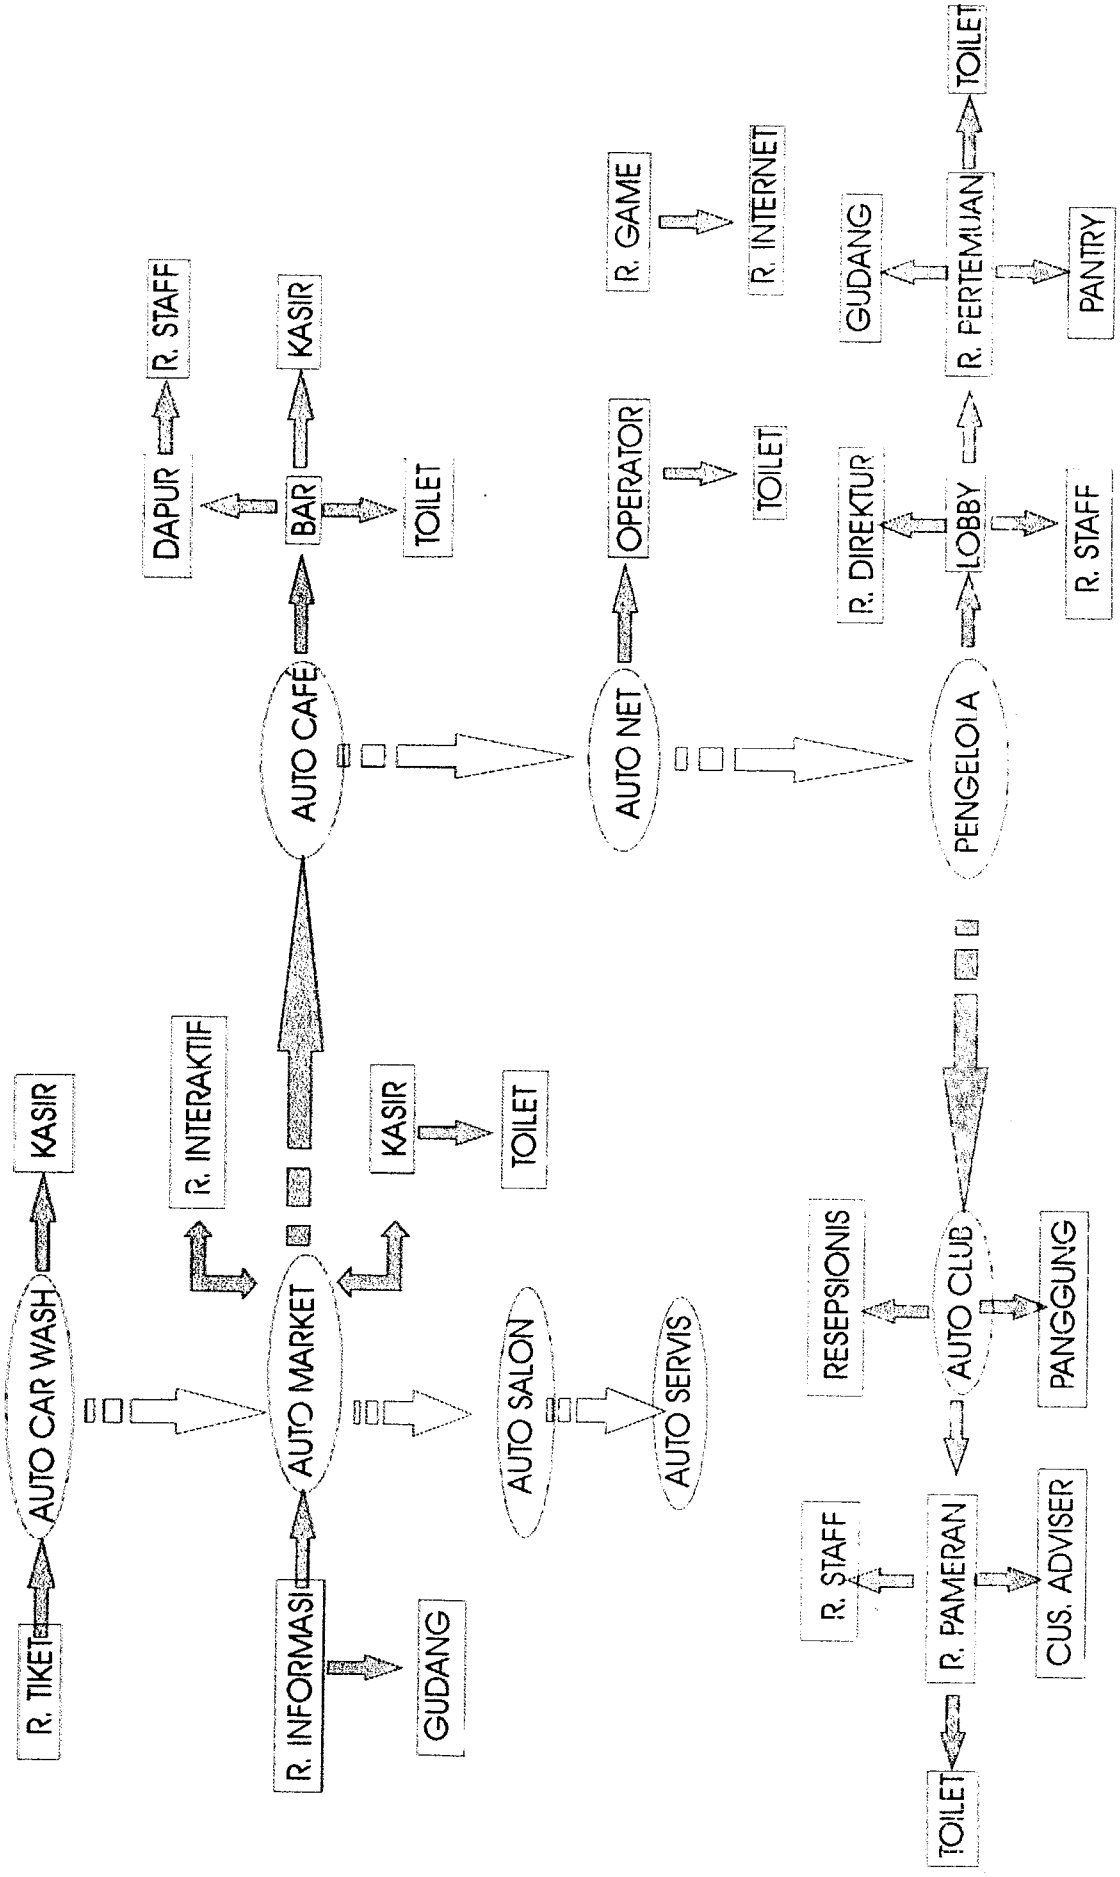 R. TIKET
AUTO CAR WASH
KASIR
R. INTERAKTIF
R. INFORMASI
AUTO MARKET
KASIR
TOILET
GUDANG
AUTO SALON
AUTO SERVIS
DAPUR
R. STAFF
AUTO CAFE
BAR
KASIR
TOILET
AUTO NET
OPERATOR
R. GAME
TOILET
R. INTERNET
R. DIREKTUR
GUDANG
PENGELOLA
LOBBY
R. PERTEMUAN
TOILET
R. STAFF
PANTRY
R. STAFF
RESEPSIONIS
TOILET
R. PAMERAN
AUTO CLUB
CUS. ADVISER
PANGGUNG